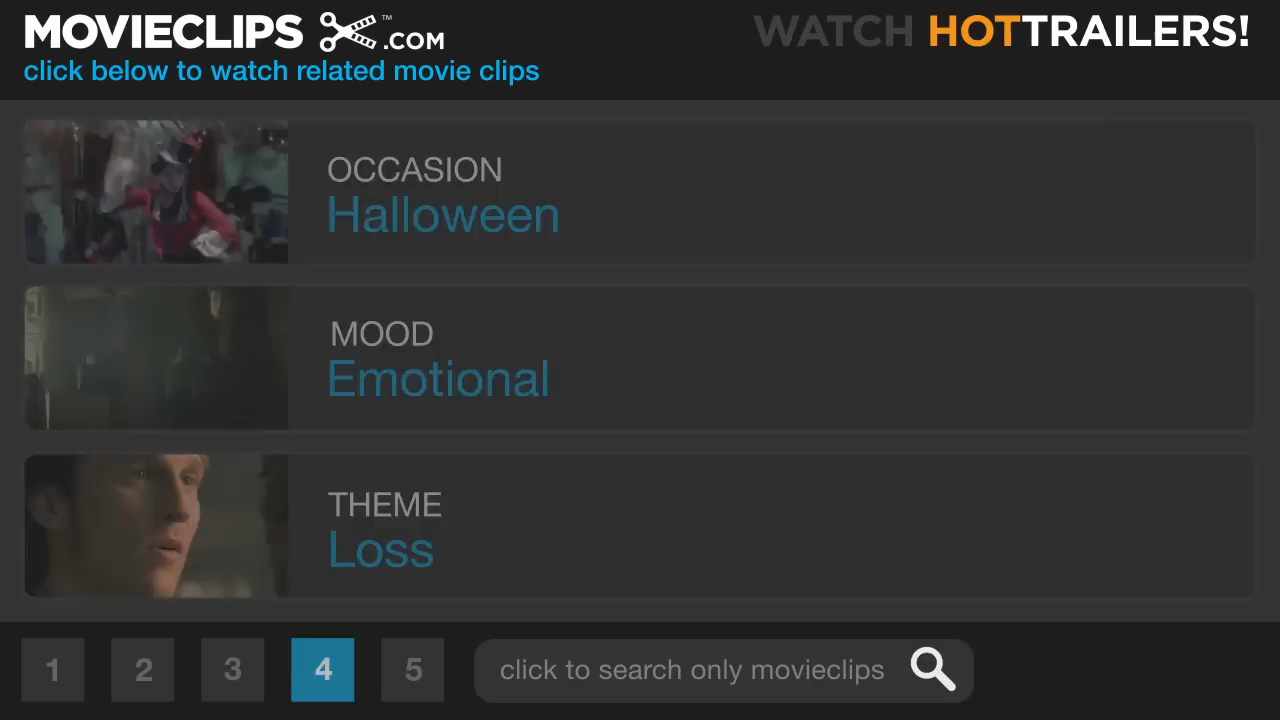 MOVIECLIPS ™ .COM
WATCH HOTTRAILERS!
click below to watch related movie clips
OCCASION
Halloween
MOOD
Emotional
THEME
Loss
1 2 3 4 5 click to search only movieclips